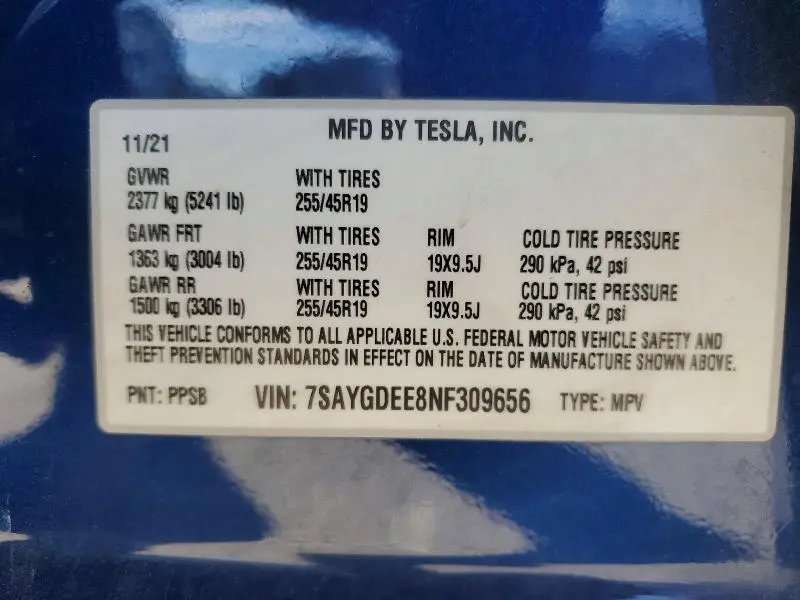 MFD BY TESLA, INC.
11/21
GVWR WITH TIRES
2377 kg (5241 lb) 255/45R19
GAWR FRT WITH TIRES RIM COLD TIRE PRESSURE
1363 kg (3004 lb) 255/45R19 19X9.5J 290 kPa, 42 psi
GAWR RR WITH TIRES RIM COLD TIRE PRESSURE
1500 kg (3306 lb) 255/45R19 19X9.5J 290 kPa, 42 psi
THIS VEHICLE CONFORMS TO ALL APPLICABLE U.S. FEDERAL MOTOR VEHICLE SAFETY AND
THEFT PREVENTION STANDARDS IN EFFECT ON THE DATE OF MANUFACTURE SHOWN ABOVE.
PNT: PPSB VIN: 7SAYGDEE8NF309656 TYPE: MPV